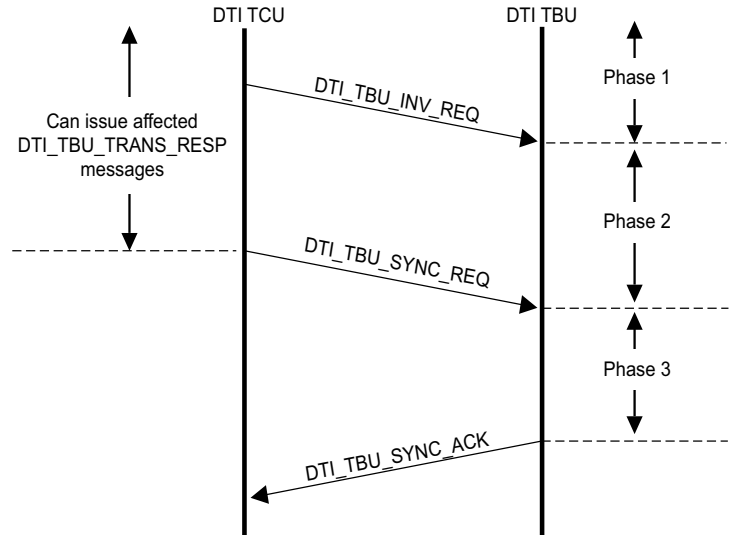 DTI TCU
DTI TBU
DTI_TBU_INV_REQ
Phase 1
Can issue affected
DTI_TBU_TRANS_RESP
messages
Phase 2
DTI_TBU_SYNC_REQ
Phase 3
DTI_TBU_SYNC_ACK